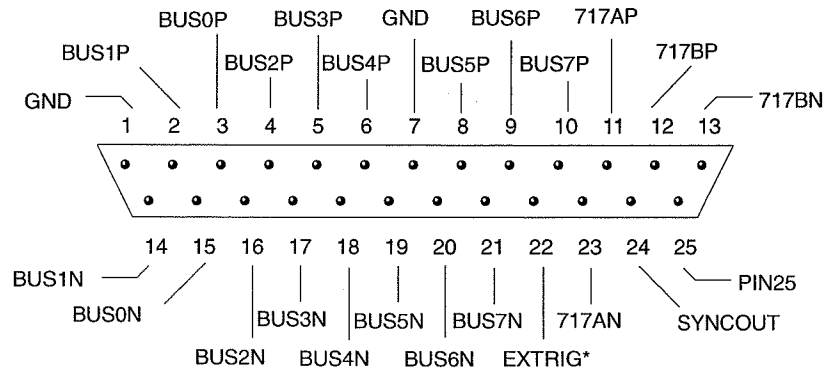 BUS0P BUS3P GND BUS6P 717AP
BUS1P BUS2P BUS4P BUS5P BUS7P 717BP
GND 717BN
1 2 3 4 5 6 7 8 9 10 11 12 13
14 15 16 17 18 19 20 21 22 23 24 25
BUS1N PIN25
BUS0N BUS3N BUS5N BUS7N 717AN SYNCOUT
BUS2N BUS4N BUS6N EXTRIG*